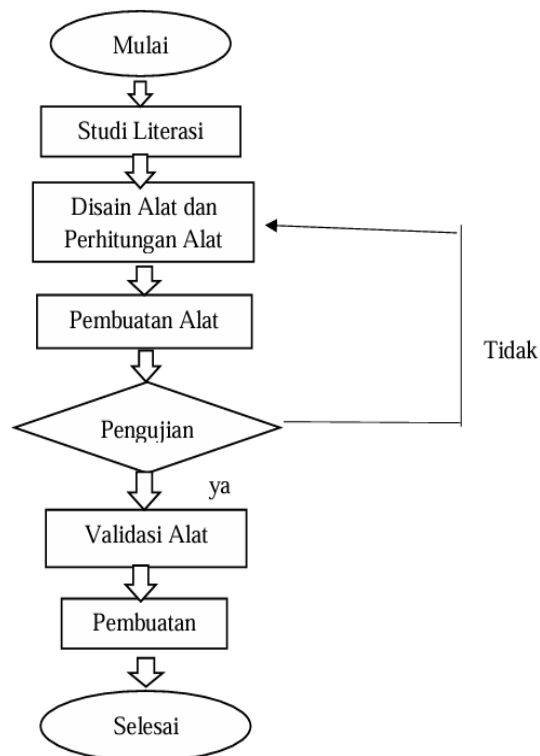 Mulai
Studi Literasi
Disain Alat dan
Perhitungan Alat
Pembuatan Alat
Tidak
Pengujian
ya
Validasi Alat
Pembuatan
Selesai